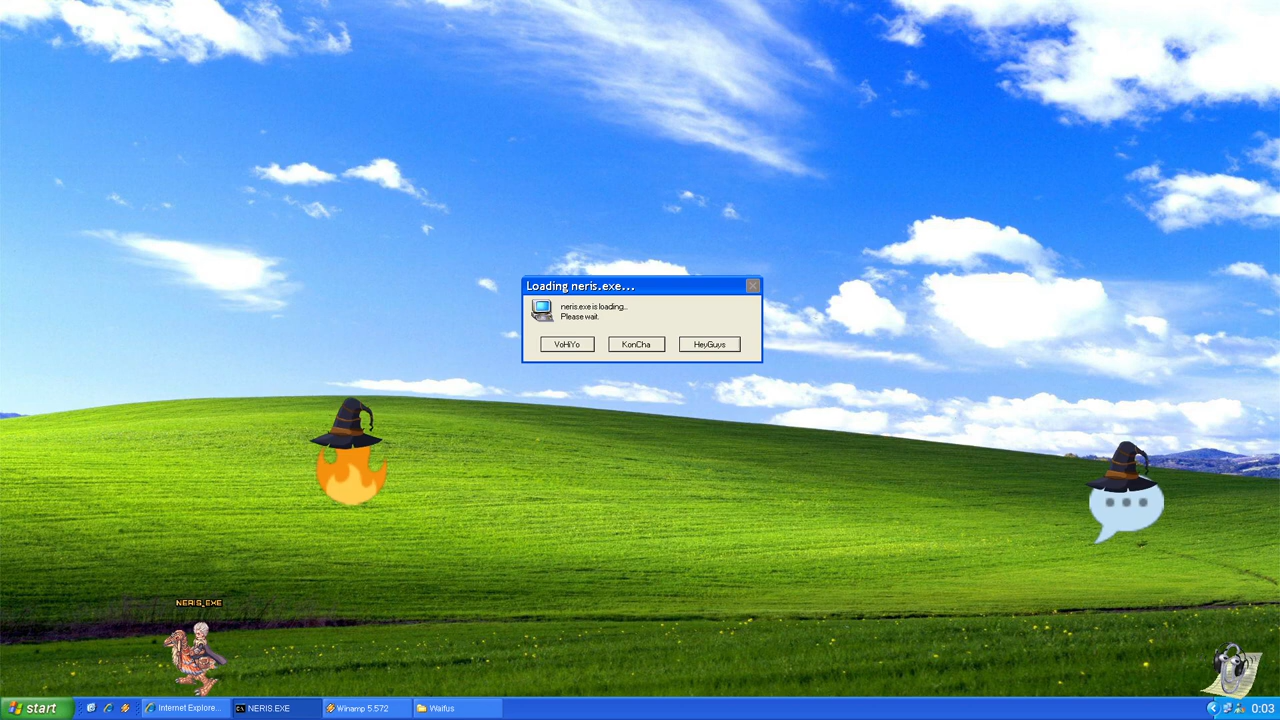 Loading neris.exe...
neris.exe is loading...
Please wait.
VoHiYo
KonCha
HeyGuys
NERIS_EXE
start
Internet Explore...
NERIS.EXE
Winamp 5.572
Waifus
0:03